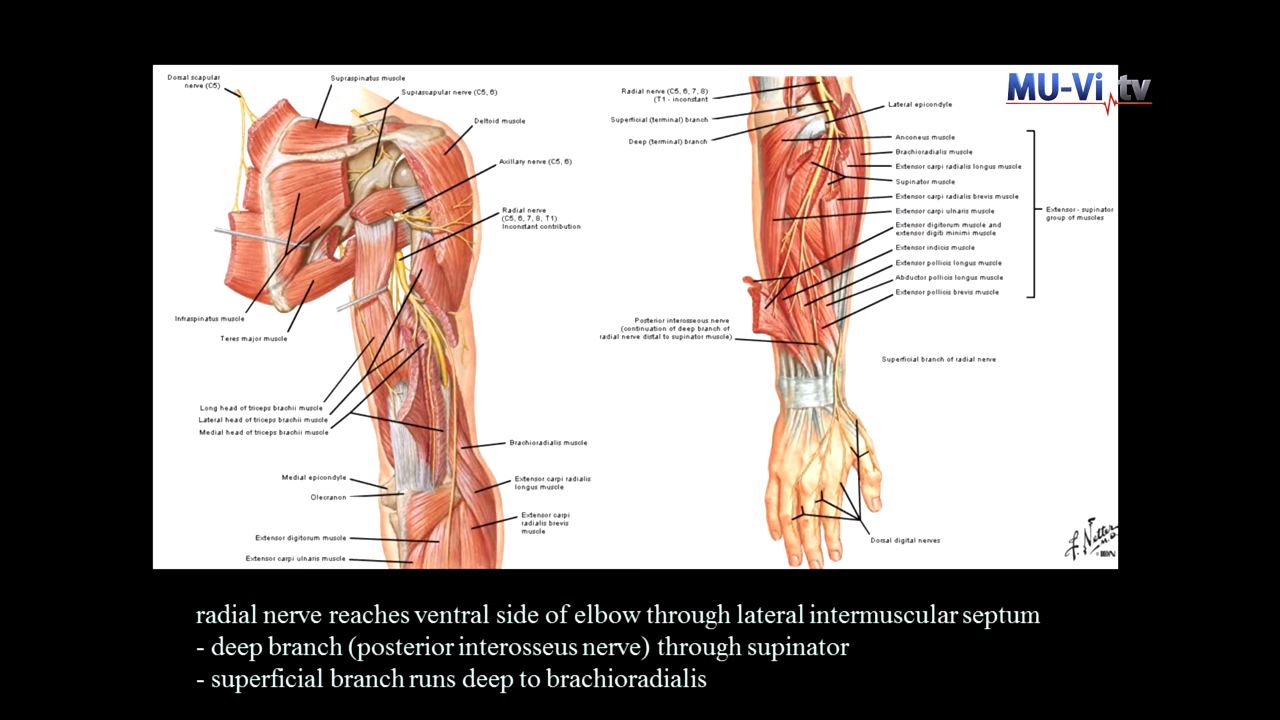 Dorsal scapular
nerve (C5)
Supraspinatus muscle
Suprascapular nerve (C5, 6)
Deltoid muscle
Axillary nerve (C5, 6)
Radial nerve
(C5, 6, 7, 8, T1)
Inconstant contribution
Infraspinatus muscle
Teres major muscle
Long head of triceps brachii muscle
Lateral head of triceps brachii muscle
Medial head of triceps brachii muscle
Brachioradialis muscle
Medial epicondyle
Olecranon
Extensor carpi radialis
longus muscle
Extensor carpi
radialis brevis
muscle
Extensor digitorum muscle
Extensor carpi ulnaris muscle
MU-Vi.tv
Radial nerve (C5, 6, 7, 8)
(T1 - inconstant
Superficial (terminal) branch
Deep (terminal) branch
Lateral epicondyle
Anconeus muscle
Brachioradialis muscle
Extensor carpi radialis longus muscle
Supinator muscle
Extensor carpi radialis brevis muscle
Extensor carpi ulnaris muscle
Extensor digitorum muscle and
extensor digiti minimi muscle
Extensor indicis muscle
Extensor pollicis longus muscle
Abductor pollicis longus muscle
Extensor pollicis brevis muscle
Extensor - supinator
group of muscles
Posterior interosseous nerve
(continuation of deep branch of
radial nerve distal to supinator muscle)
Superficial branch of radial nerve
Dorsal digital nerves
F. Netter
M.D.
©IBN
radial nerve reaches ventral side of elbow through lateral intermuscular septum
- deep branch (posterior interosseus nerve) through supinator
- superficial branch runs deep to brachioradialis